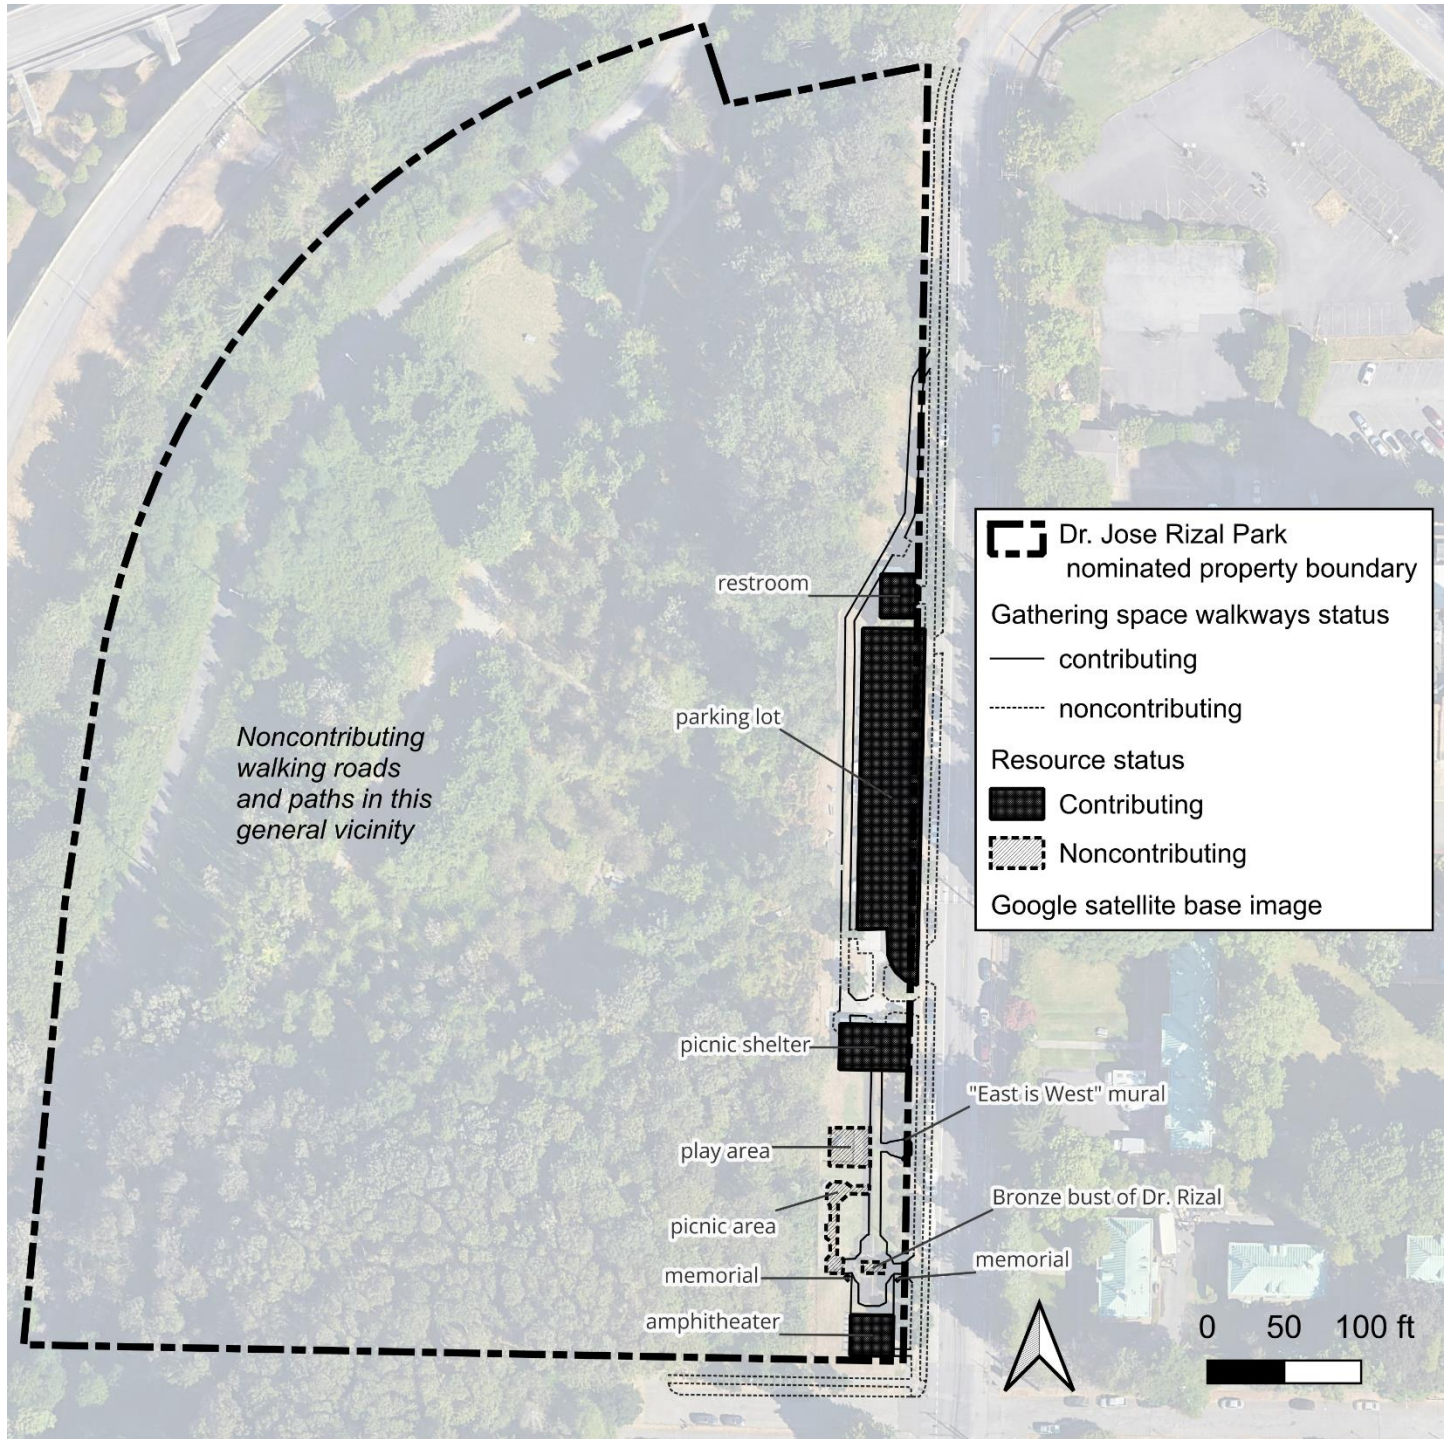 restroom
parking lot
Noncontributing
walking roads
and paths in this
general vicinity
Dr. Jose Rizal Park
nominated property boundary
Gathering space walkways status
contributing
noncontributing
Resource status
Contributing
Noncontributing
Google satellite base image
picnic shelter
"East is West" mural
play area
Bronze bust of Dr. Rizal
picnic area
memorial
memorial
amphitheater
0 50 100 ft